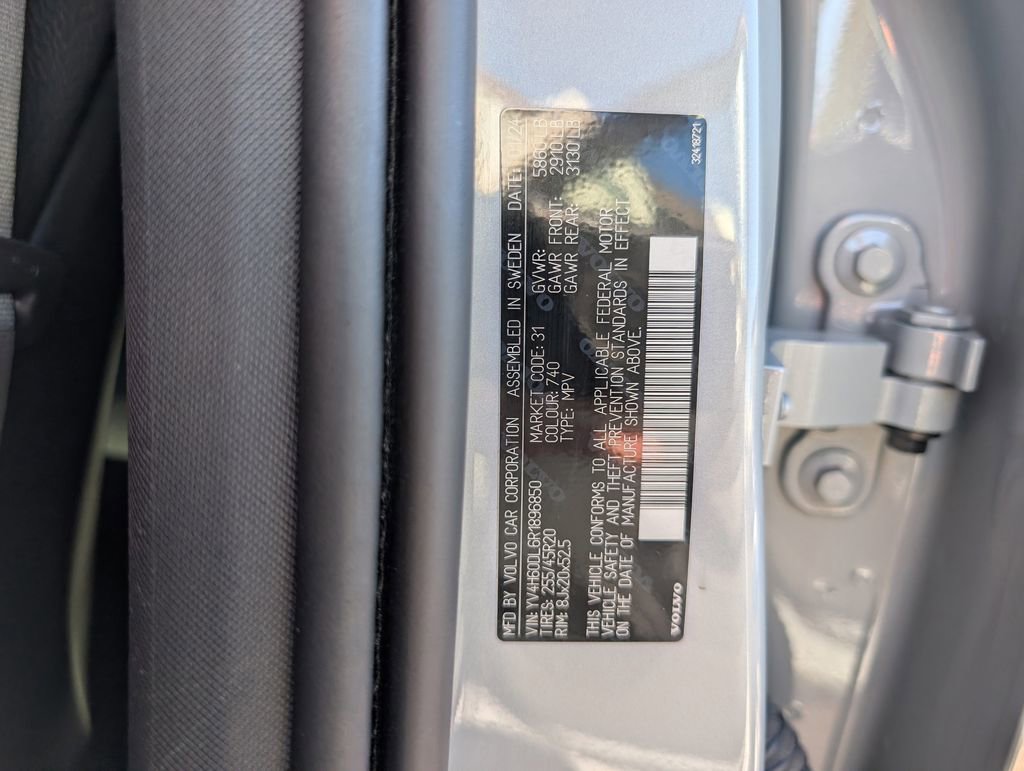 MFD BY VOLVO CAR CORPORATION ASSEMBLED IN SWEDEN DATE:
VIN: YV4H60DL6R1896850 MARKET CODE: 31 GVWR: 5860 LB
TIRES: 255/45R20 COLOUR: 740 GAWR FRONT: 2910 LB
RIM: 8Jx20x52.5 TYPE: MPV GAWR REAR: 3130 LB
THIS VEHICLE CONFORMS TO ALL APPLICABLE FEDERAL MOTOR
VEHICLE SAFETY AND THEFT PREVENTION STANDARDS IN EFFECT
ON THE DATE OF MANUFACTURE SHOWN ABOVE.
VOLVO 32418721